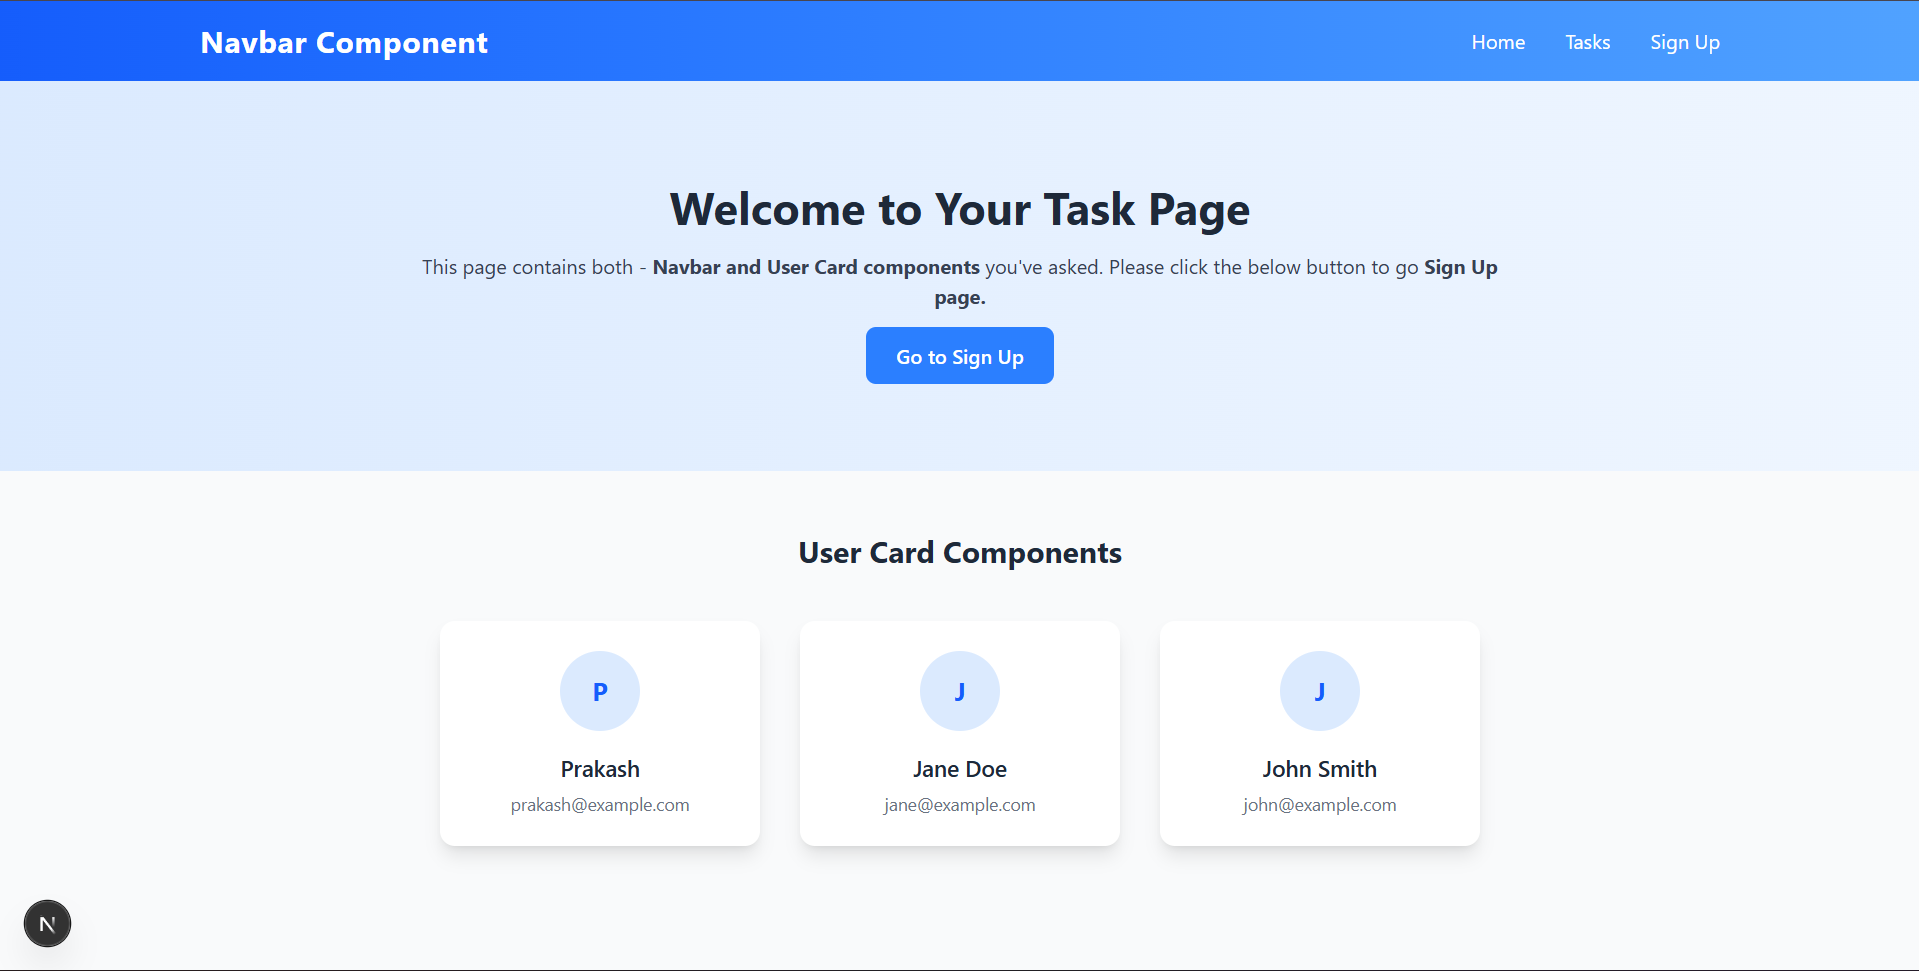 Navbar Component
Home
Tasks
Sign Up
Welcome to Your Task Page
This page contains both - Navbar and User Card components you've asked. Please click the below button to go Sign Up
page.
Go to Sign Up
User Card Components
P
Prakash
prakash@example.com
J
Jane Doe
jane@example.com
J
John Smith
john@example.com
N